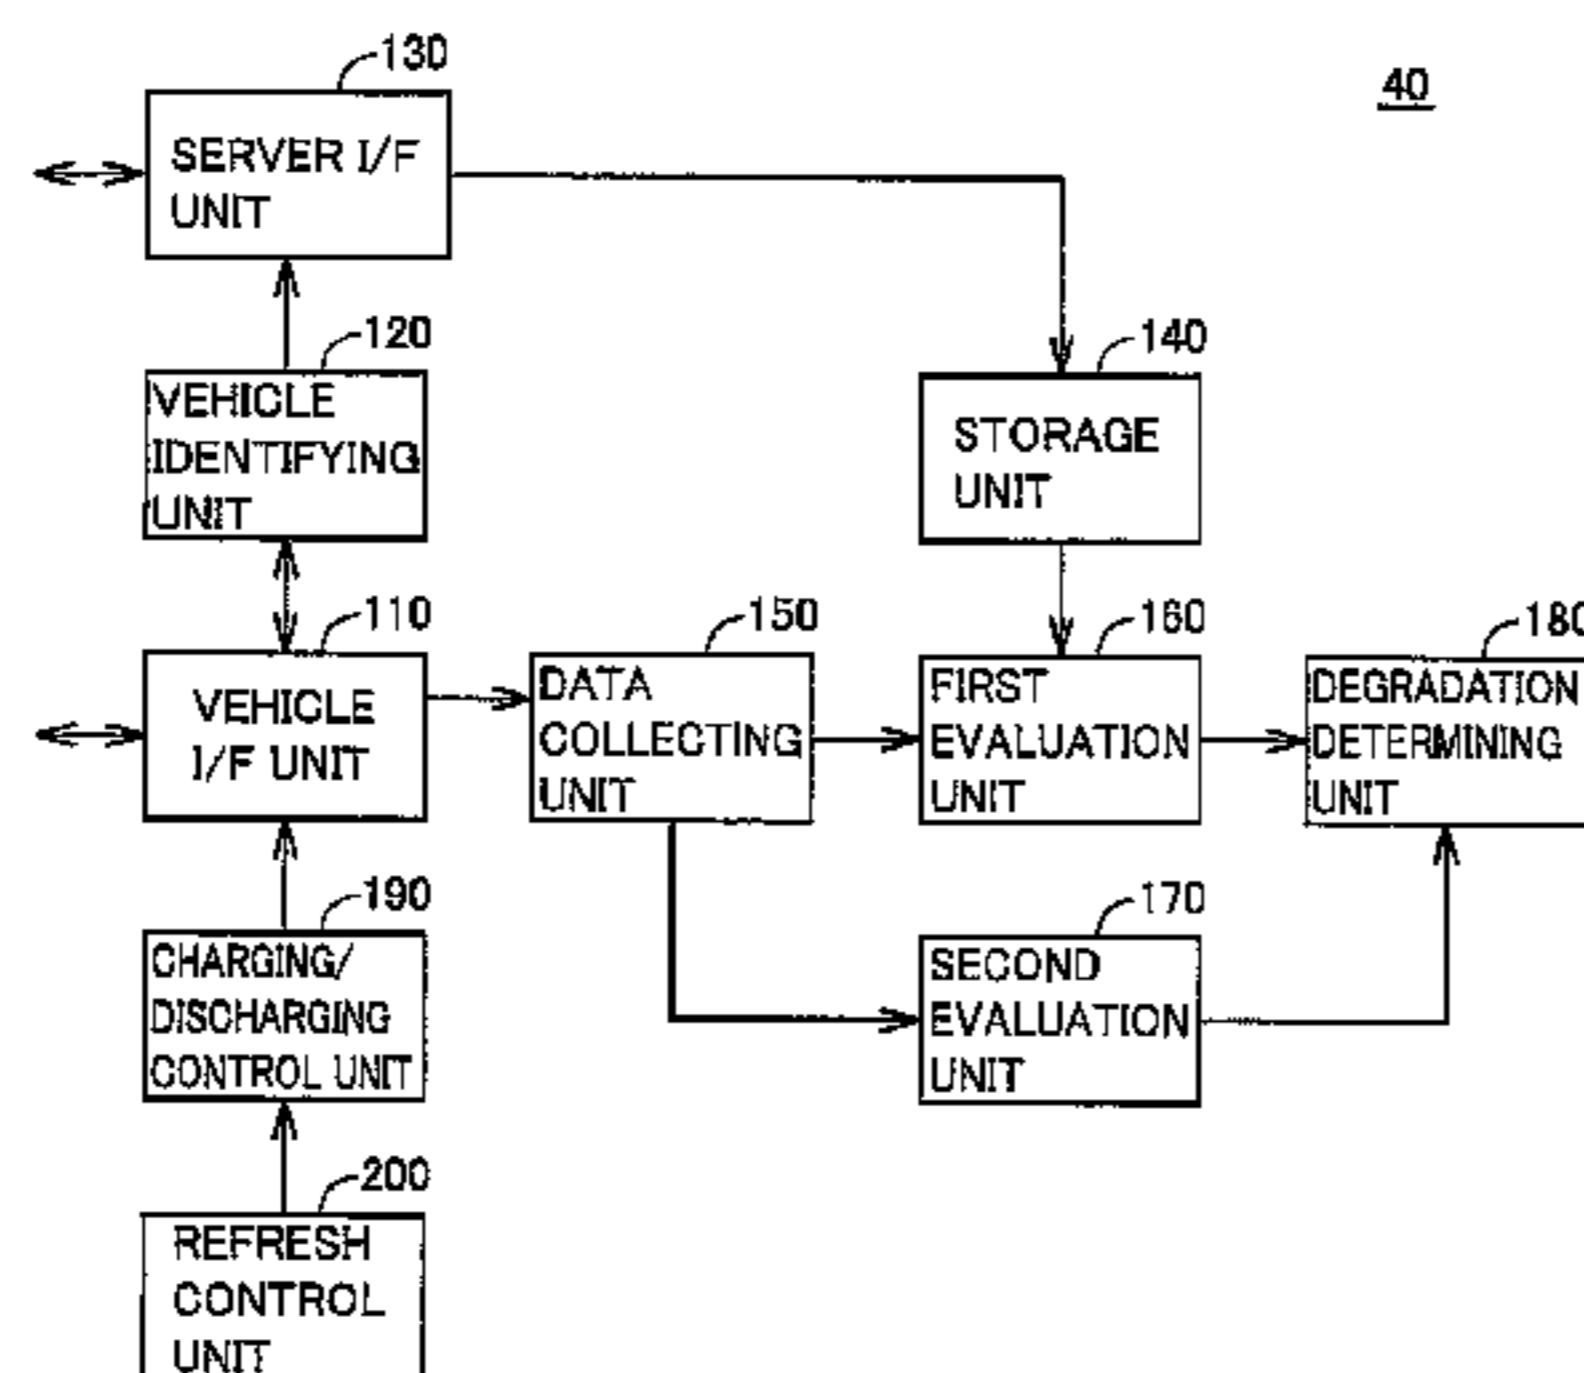 130
40
SERVER I/F
UNIT
120
VEHICLE
IDENTIFYING
UNIT
140
STORAGE
UNIT
110
VEHICLE
I/F UNIT
150
DATA
COLLECTING
UNIT
160
FIRST
EVALUATION
UNIT
180
DEGRADATION
DETERMINING
UNIT
190
CHARGING/
DISCHARGING
CONTROL UNIT
170
SECOND
EVALUATION
UNIT
200
REFRESH
CONTROL
UNIT